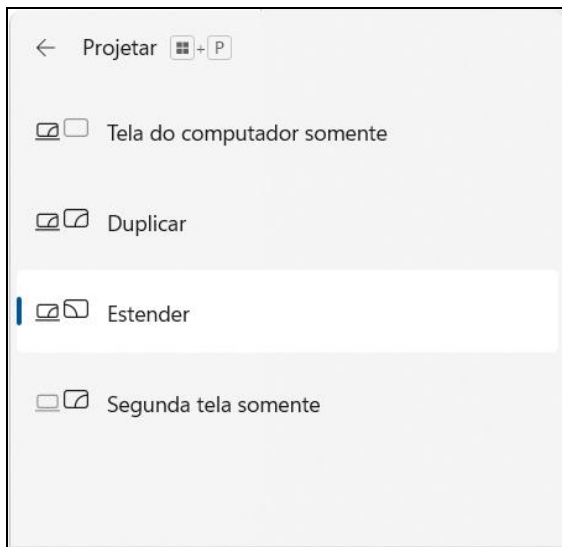 Projetar + P
Tela do computador somente
Duplicar
Estender
Segunda tela somente